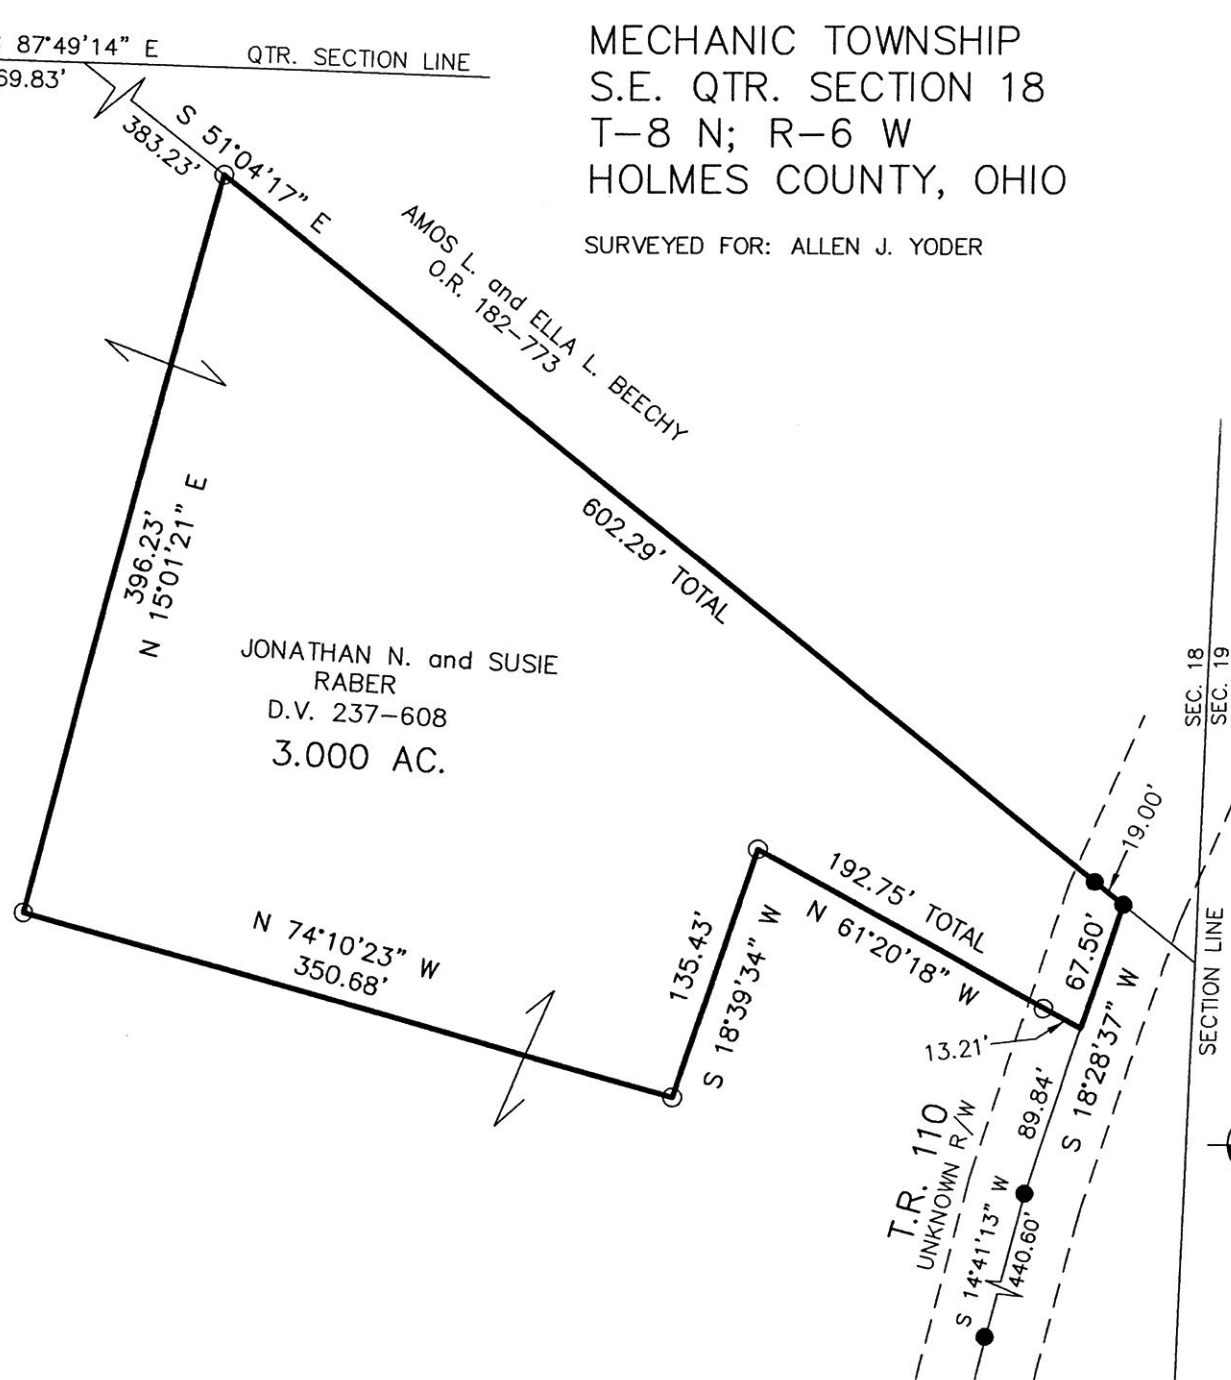 87°49'14" E
69.83'
QTR. SECTION LINE
MECHANIC TOWNSHIP
S.E. QTR. SECTION 18
T-8 N; R-6 W
HOLMES COUNTY, OHIO
SURVEYED FOR: ALLEN J. YODER
S 51°04'17" E
383.23'
AMOS L. and ELLA L. BEECHY
O.R. 182-773
602.29' TOTAL
396.23'
N 15°01'21" E
JONATHAN N. and SUSIE
RABER
D.V. 237-608
3.000 AC.
SEC. 18
SEC. 19
19.00'
192.75' TOTAL
N 61°20'18" W
67.50'
N 74°10'23" W
350.68'
135.43'
S 18°39'34" W
13.21'
SECTION LINE
S 18°28'37" W
89.84'
T.R. 110
UNKNOWN R/W
S 14°41'13" W
440.60'